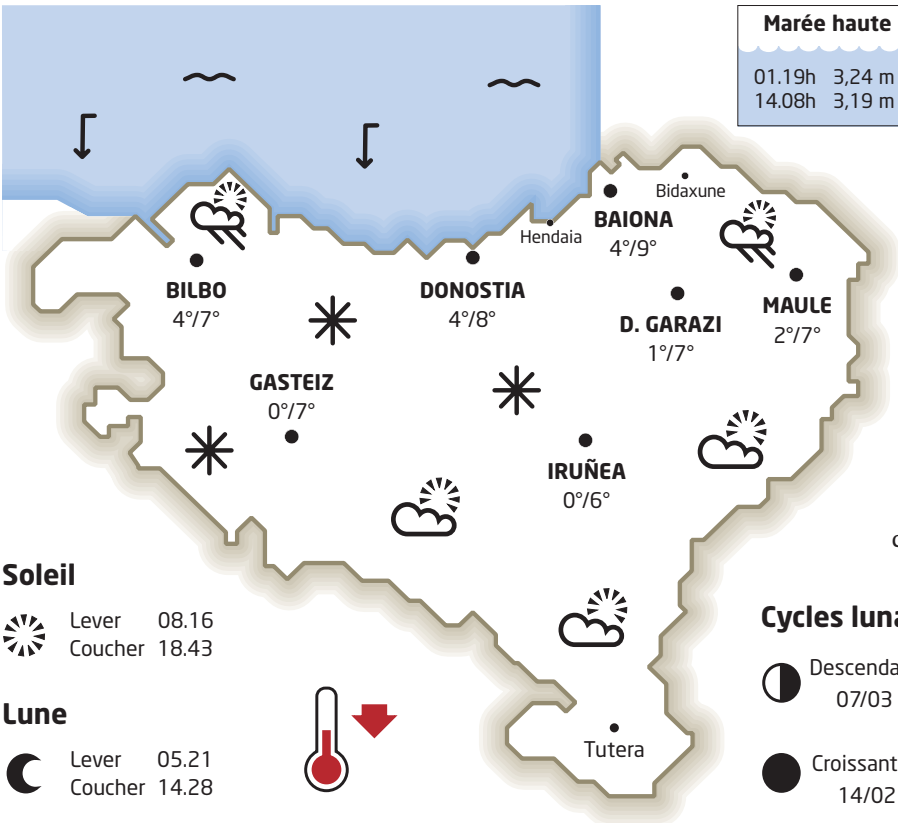 Marée haute
01.19h 3,24 m
14.08h 3,19 m
Bidaxune
Hendaia
BAIONA
4°/9°
BILBO
4°/7°
DONOSTIA
4°/8°
D. GARAZI
1°/7°
MAULE
2°/7°
GASTEIZ
0°/7°
IRUÑEA
0°/6°
Tutera
Soleil
Lever 08.16
Coucher 18.43
Lune
Lever 05.21
Coucher 14.28
Cycles luna
Descenda
07/03
Croissant
14/02